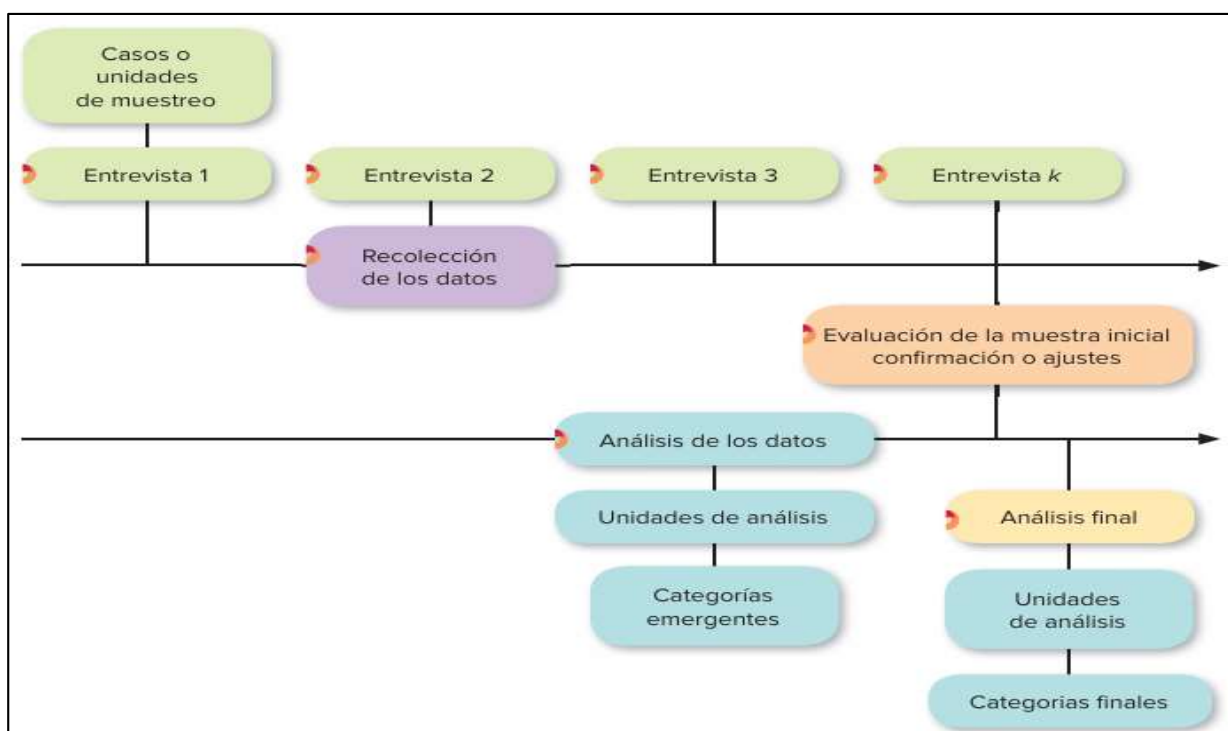 Casos o
unidades
de muestreo
Entrevista 1
Entrevista 2
Entrevista 3
Entrevista k
Recolección
de los datos
Evaluación de la muestra inicial
confirmación o ajustes
Análisis de los datos
Unidades de análisis
Categorías
emergentes
Análisis final
Unidades
de análisis
Categorias finales